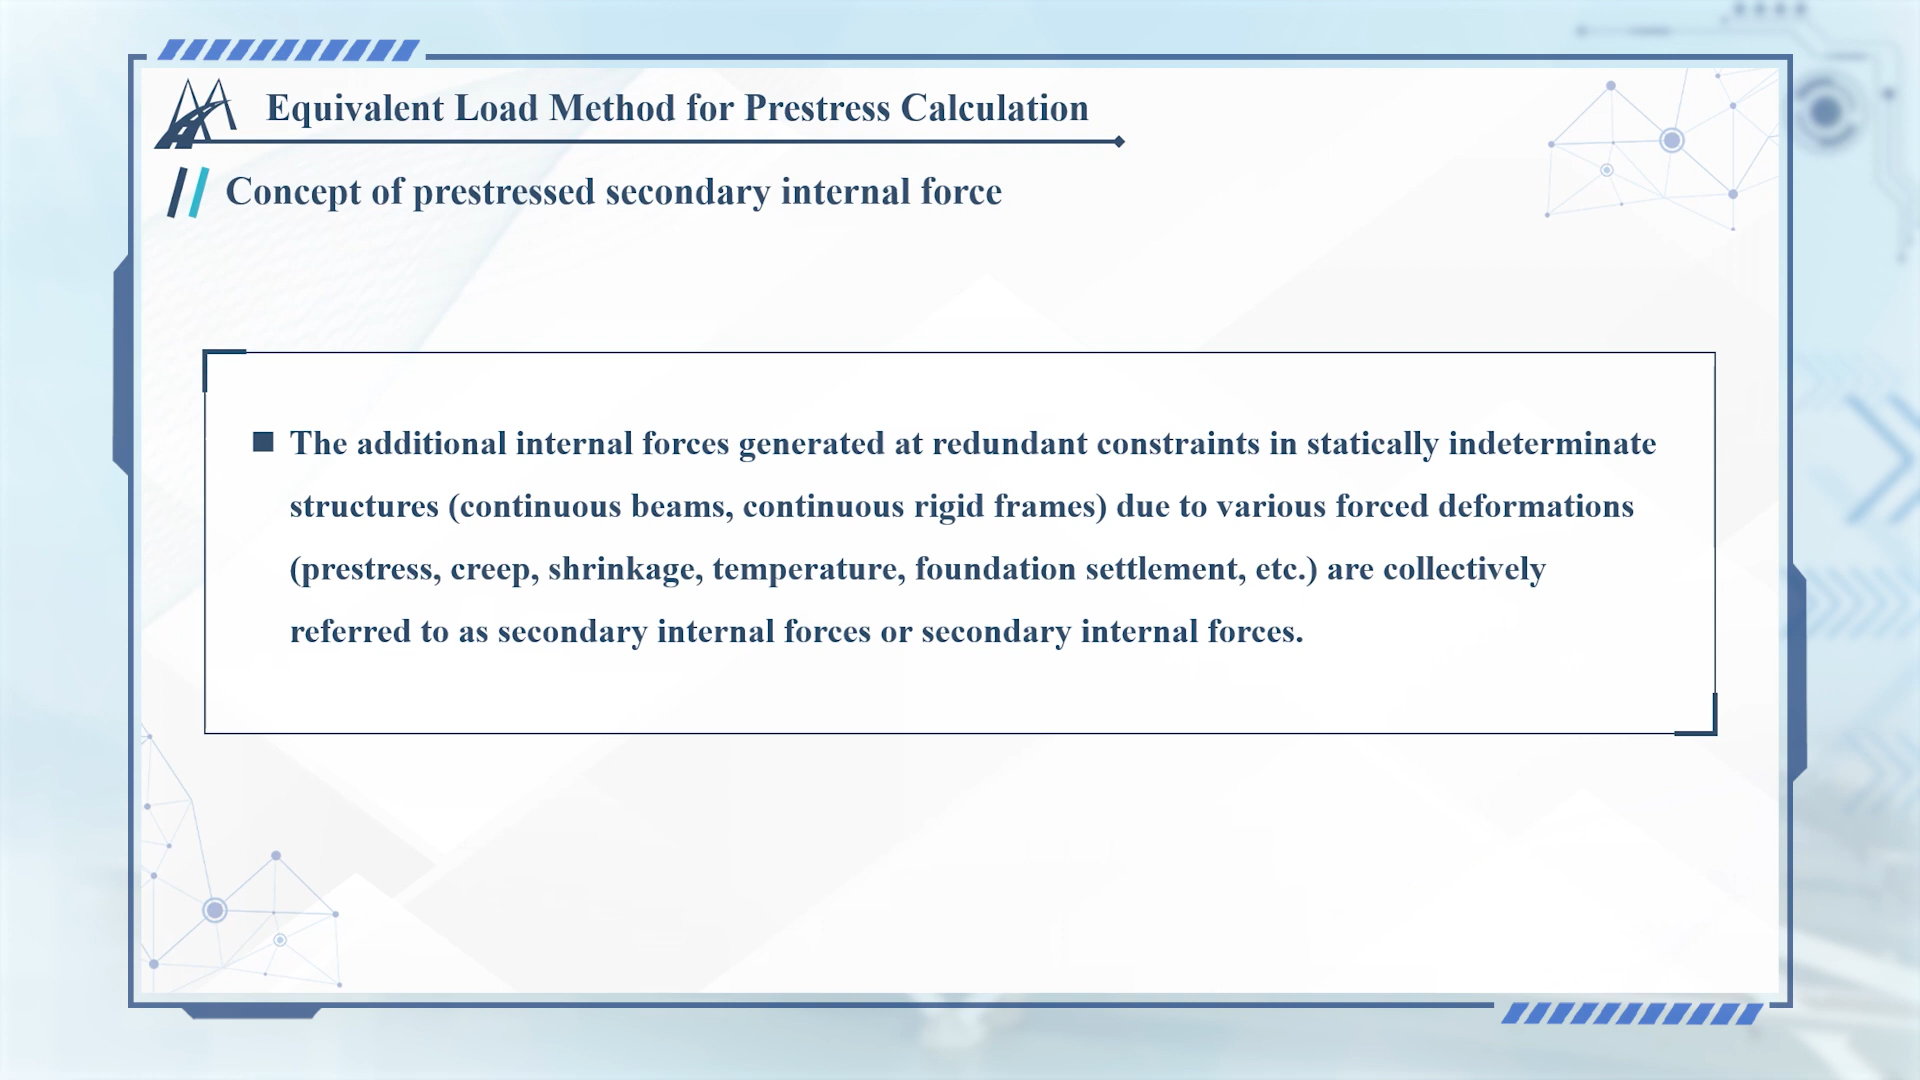 Equivalent Load Method for Prestress Calculation
Concept of prestressed secondary internal force
The additional internal forces generated at redundant constraints in statically indeterminate
structures (continuous beams, continuous rigid frames) due to various forced deformations
(prestress, creep, shrinkage, temperature, foundation settlement, etc.) are collectively
referred to as secondary internal forces or secondary internal forces.